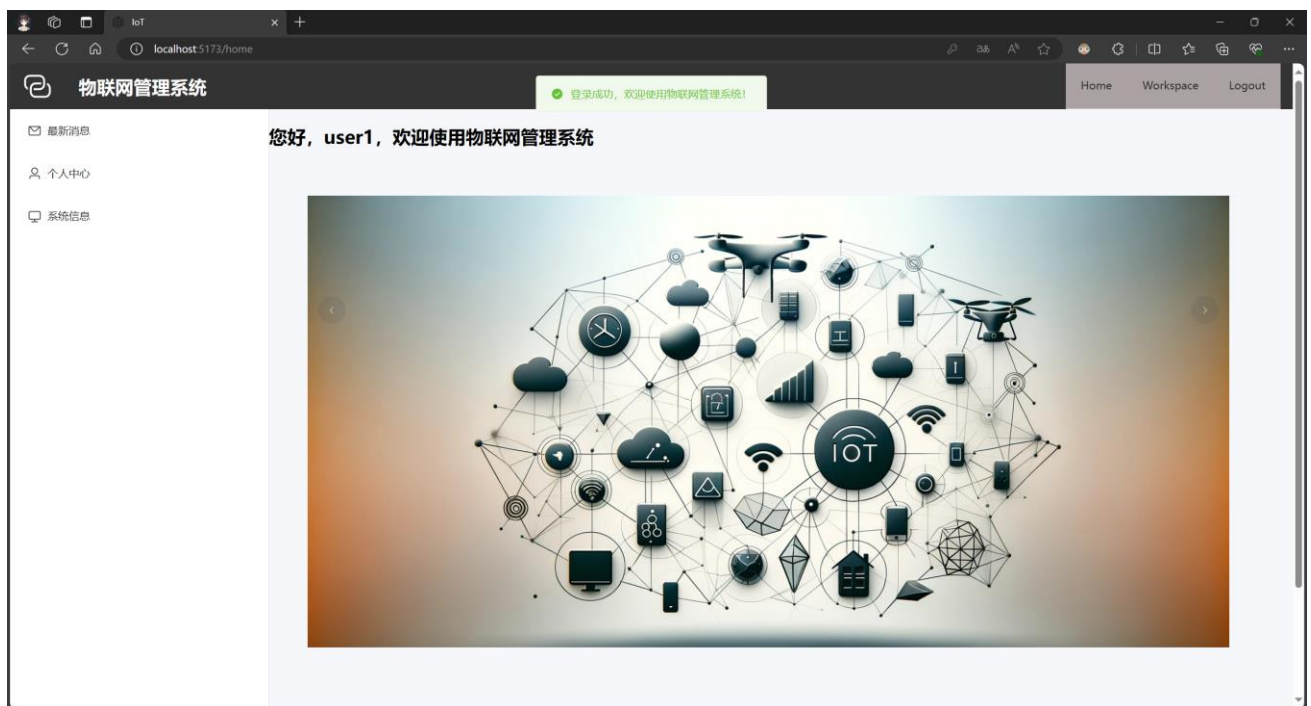 IoT
localhost:5173/home
物联网管理系统
登录成功，欢迎使用物联网管理系统！
Home Workspace Logout
最新消息
个人中心
系统信息
您好，user1，欢迎使用物联网管理系统
IOT